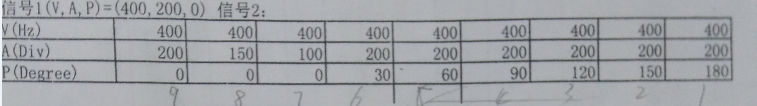 信号1(V,A,P)=(400,200,0) 信号2:
V(Hz) 400 400 400 400 400 400 400 400 400
A(Div) 200 150 100 200 200 200 200 200 200
P(Degree) 0 0 0 30 60 90 120 150 180
9 8 7 6 5 4 3 2 1